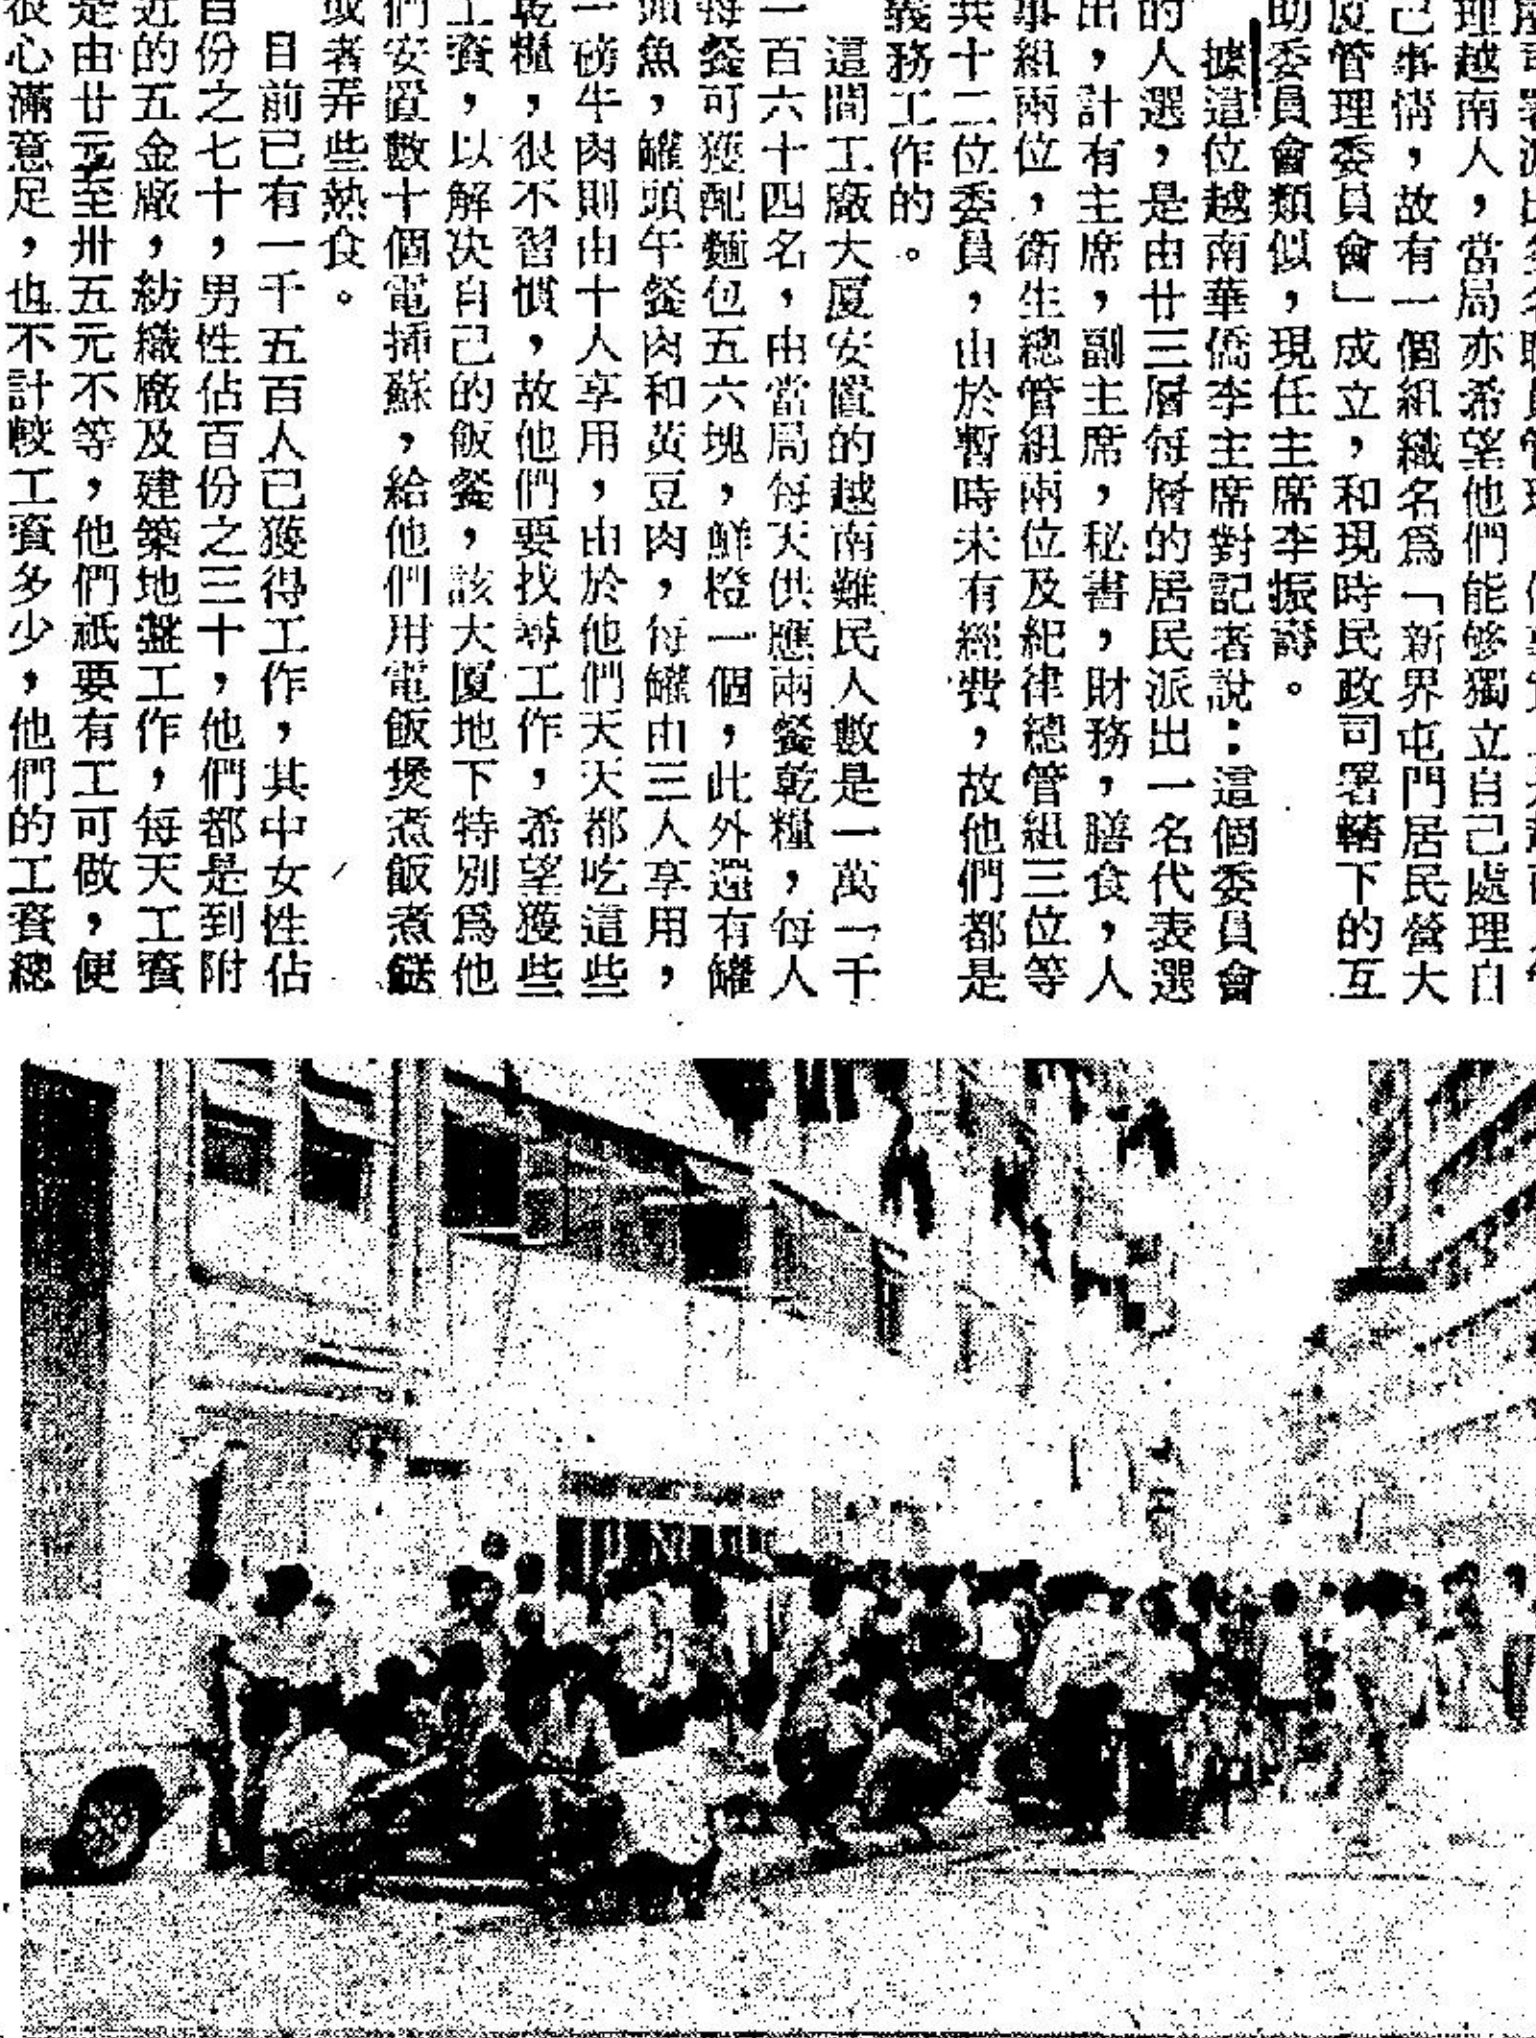 理越南人，當局亦希望他們能够獨立自己處理自
己事情，故有一個組織名爲「新界屯門居民營大
厦管理委員會」成立，和現時民政司署轄下的互
助委員會類似，現任主席李振壽。
據這位越南華僑李主席對記者說：這個委員會
的人選，是由廿三層每層的居民派出一名代表選
出，計有主席，副主席，秘書，財務，膳食，人
事組兩位，衛生總管組兩位及紀律總管組三位等
共十二位委員，由於暫時未有經費，故他們都是
義務工作的。
這間工廠大厦安置的越南難民人數是一萬一千
一百六十四名，由當局每天供應兩餐乾糧，每人
每餐可獲配麵包五六塊，鮮橙一個，此外還有罐
頭魚，罐頭午餐肉和黃豆肉，每罐由三人享用，
一磅牛肉則由十人享用，由於他們天天都吃這些
乾糧，很不習慣，故他們要找尋工作，希望獲些
工資，以解决自己的飯餐，該大厦地下特別爲他
們安置數十個電揷蘇，給他們用電飯煲煮飯煮餸
或者弄些熱食。
目前已有一千五百人已獲得工作，其中女性佔
百份之七十，男性佔百份之三十，他們都是到附
近的五金廠，紡織廠及建築地盤工作，每天工資
是由廿元至卅五元不等，他們祇要有工可做，便
很心滿意足，也不計較工資多少，他們的工資總